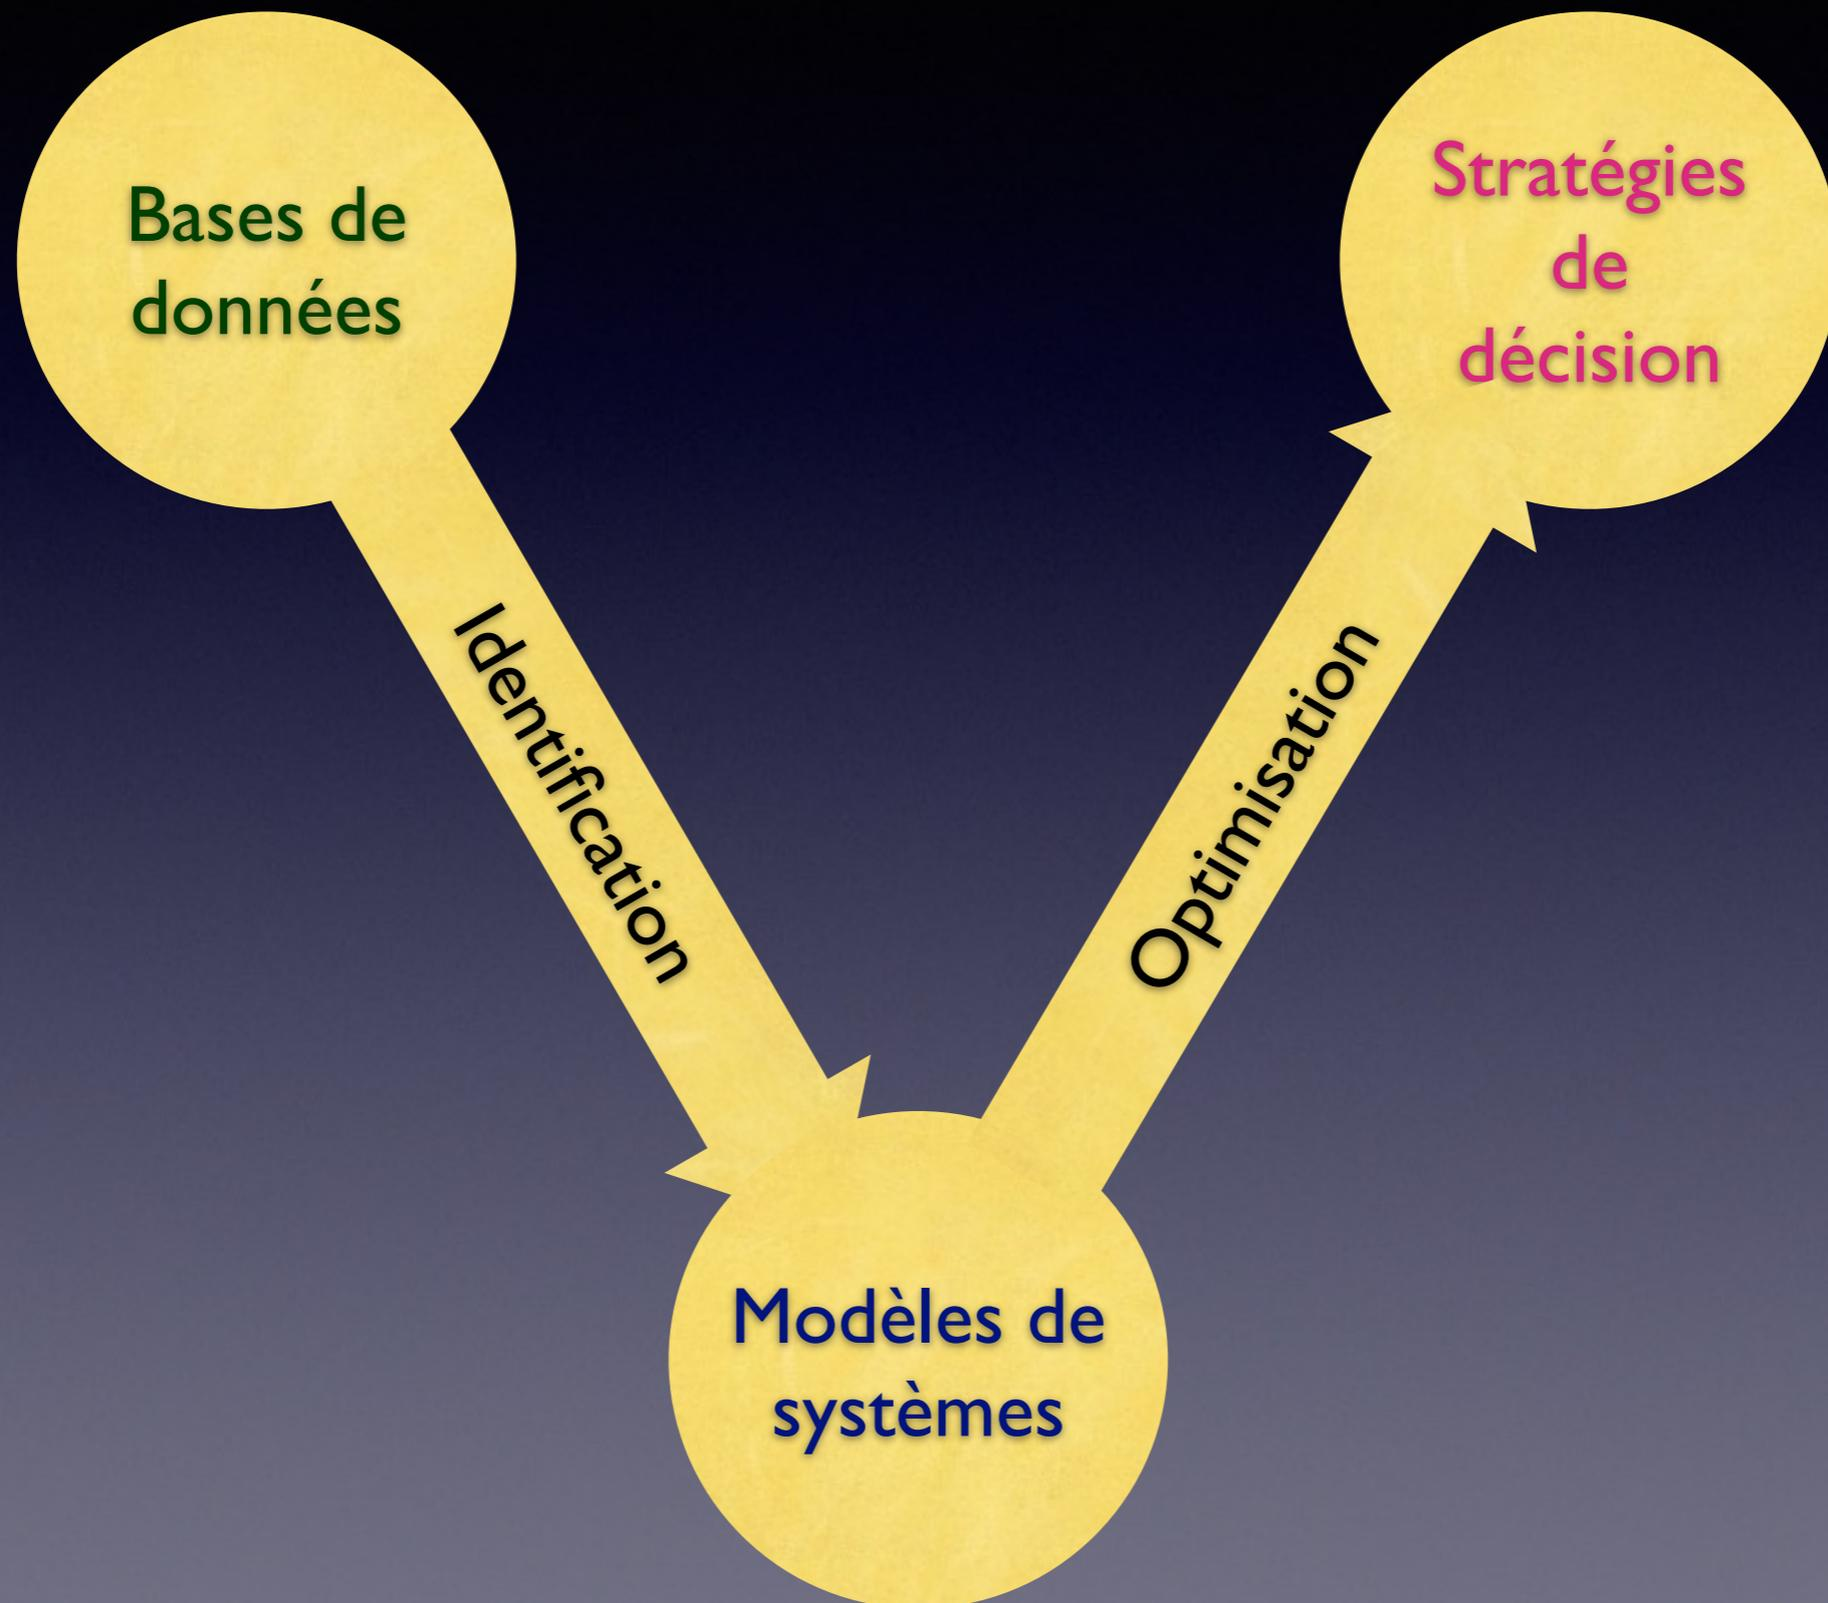 Bases de
données
Stratégies
de
décision
Identification
Optimisation
Modèles de
systèmes